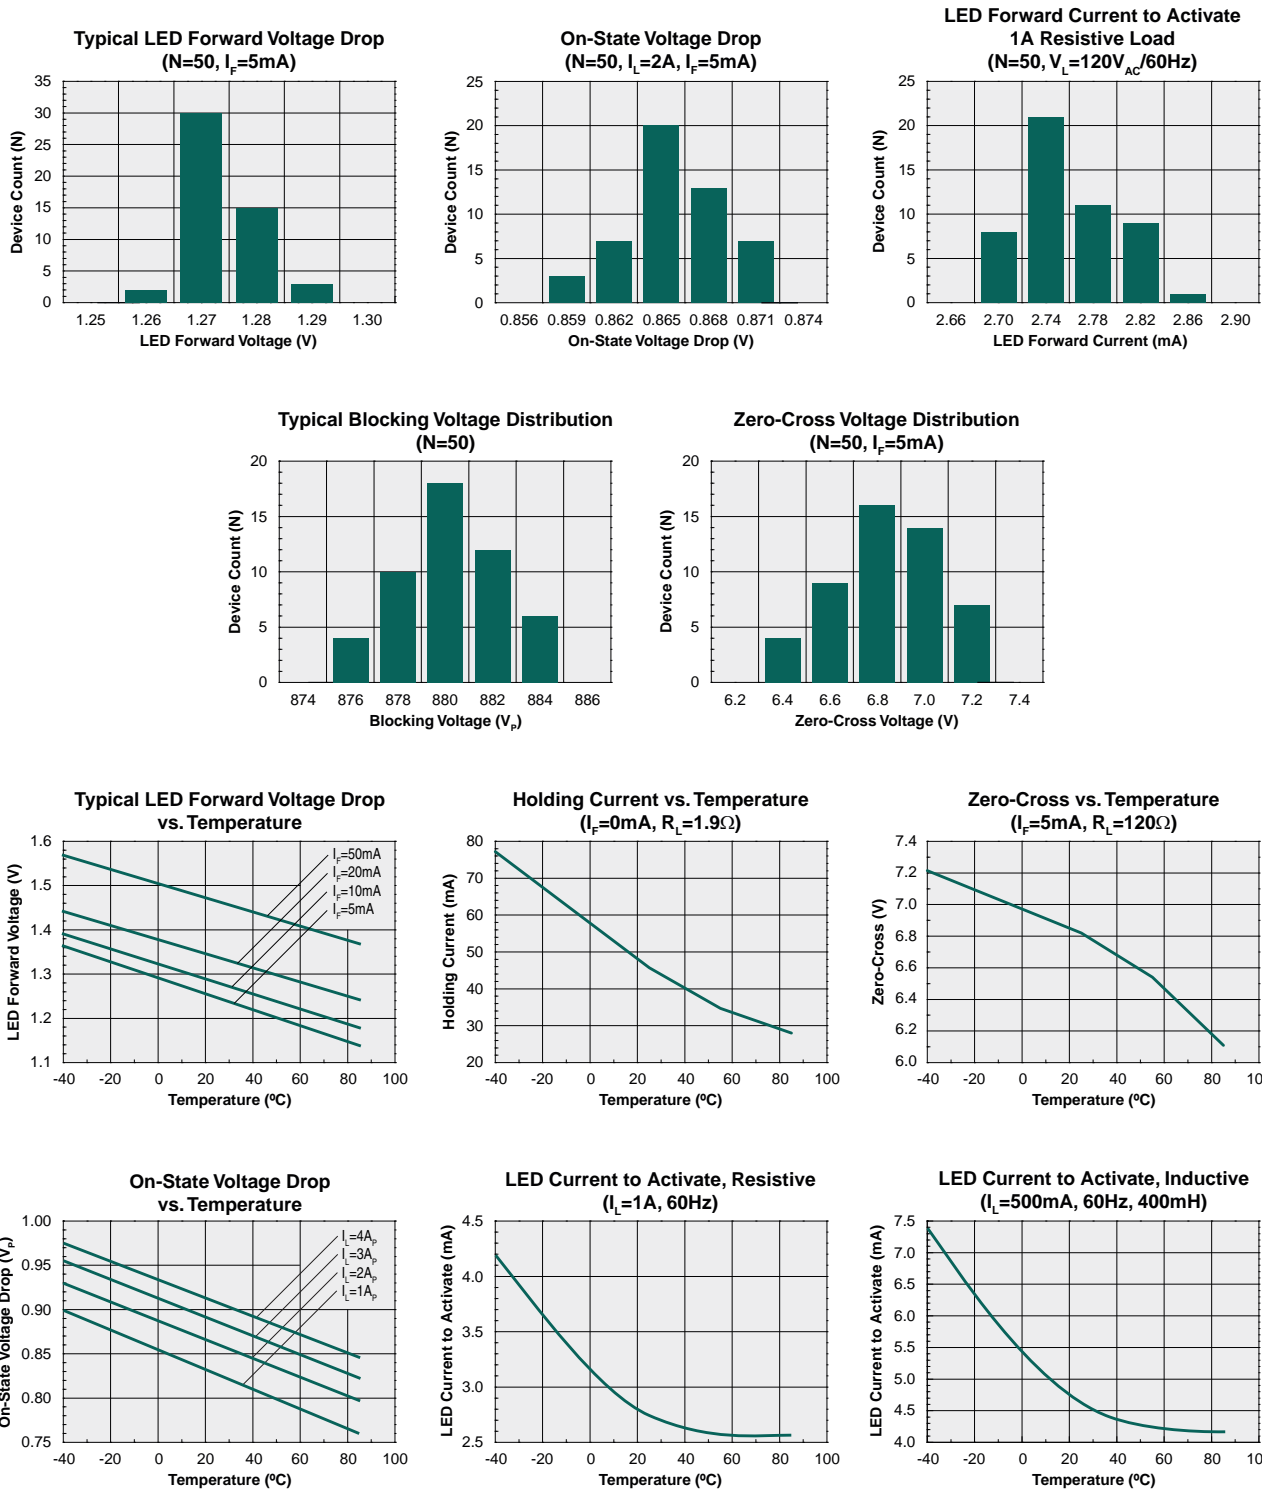 Typical LED Forward Voltage Drop
(N=50, IF=5mA)
Device Count (N)
35
30
25
20
15
10
5
0
1.25 1.26 1.27 1.28 1.29 1.30
LED Forward Voltage (V)
On-State Voltage Drop
(N=50, IL=2A, IF=5mA)
Device Count (N)
25
20
15
10
5
0
0.856 0.859 0.862 0.865 0.868 0.871 0.874
On-State Voltage Drop (V)
LED Forward Current to Activate
1A Resistive Load
(N=50, VL=120VAC/60Hz)
Device Count (N)
25
20
15
10
5
0
2.66 2.70 2.74 2.78 2.82 2.86 2.90
LED Forward Current (mA)
Typical Blocking Voltage Distribution
(N=50)
Device Count (N)
20
15
10
5
0
874 876 878 880 882 884 886
Blocking Voltage (VP)
Zero-Cross Voltage Distribution
(N=50, IF=5mA)
Device Count (N)
20
15
10
5
0
6.2 6.4 6.6 6.8 7.0 7.2 7.4
Zero-Cross Voltage (V)
Typical LED Forward Voltage Drop
vs. Temperature
LED Forward Voltage (V)
1.6
1.5
1.4
1.3
1.2
1.1
IF=50mA
IF=20mA
IF=10mA
IF=5mA
-40 -20 0 20 40 60 80 100
Temperature (ºC)
Holding Current vs. Temperature
(IF=0mA, RL=1.9Ω)
Holding Current (mA)
80
70
60
50
40
30
20
-40 -20 0 20 40 60 80 100
Temperature (ºC)
Zero-Cross vs. Temperature
(IF=5mA, RL=120Ω)
Zero-Cross (V)
7.4
7.2
7.0
6.8
6.6
6.4
6.2
6.0
-40 -20 0 20 40 60 80 100
Temperature (ºC)
On-State Voltage Drop
vs. Temperature
On-State Voltage Drop (VP)
1.00
0.95
0.90
0.85
0.80
0.75
IL=4AP
IL=3AP
IL=2AP
IL=1AP
-40 -20 0 20 40 60 80 100
Temperature (ºC)
LED Current to Activate, Resistive
(IL=1A, 60Hz)
LED Current to Activate (mA)
4.5
4.0
3.5
3.0
2.5
-40 -20 0 20 40 60 80 100
Temperature (ºC)
LED Current to Activate, Inductive
(IL=500mA, 60Hz, 400mH)
LED Current to Activate (mA)
7.5
7.0
6.5
6.0
5.5
5.0
4.5
4.0
-40 -20 0 20 40 60 80 100
Temperature (ºC)